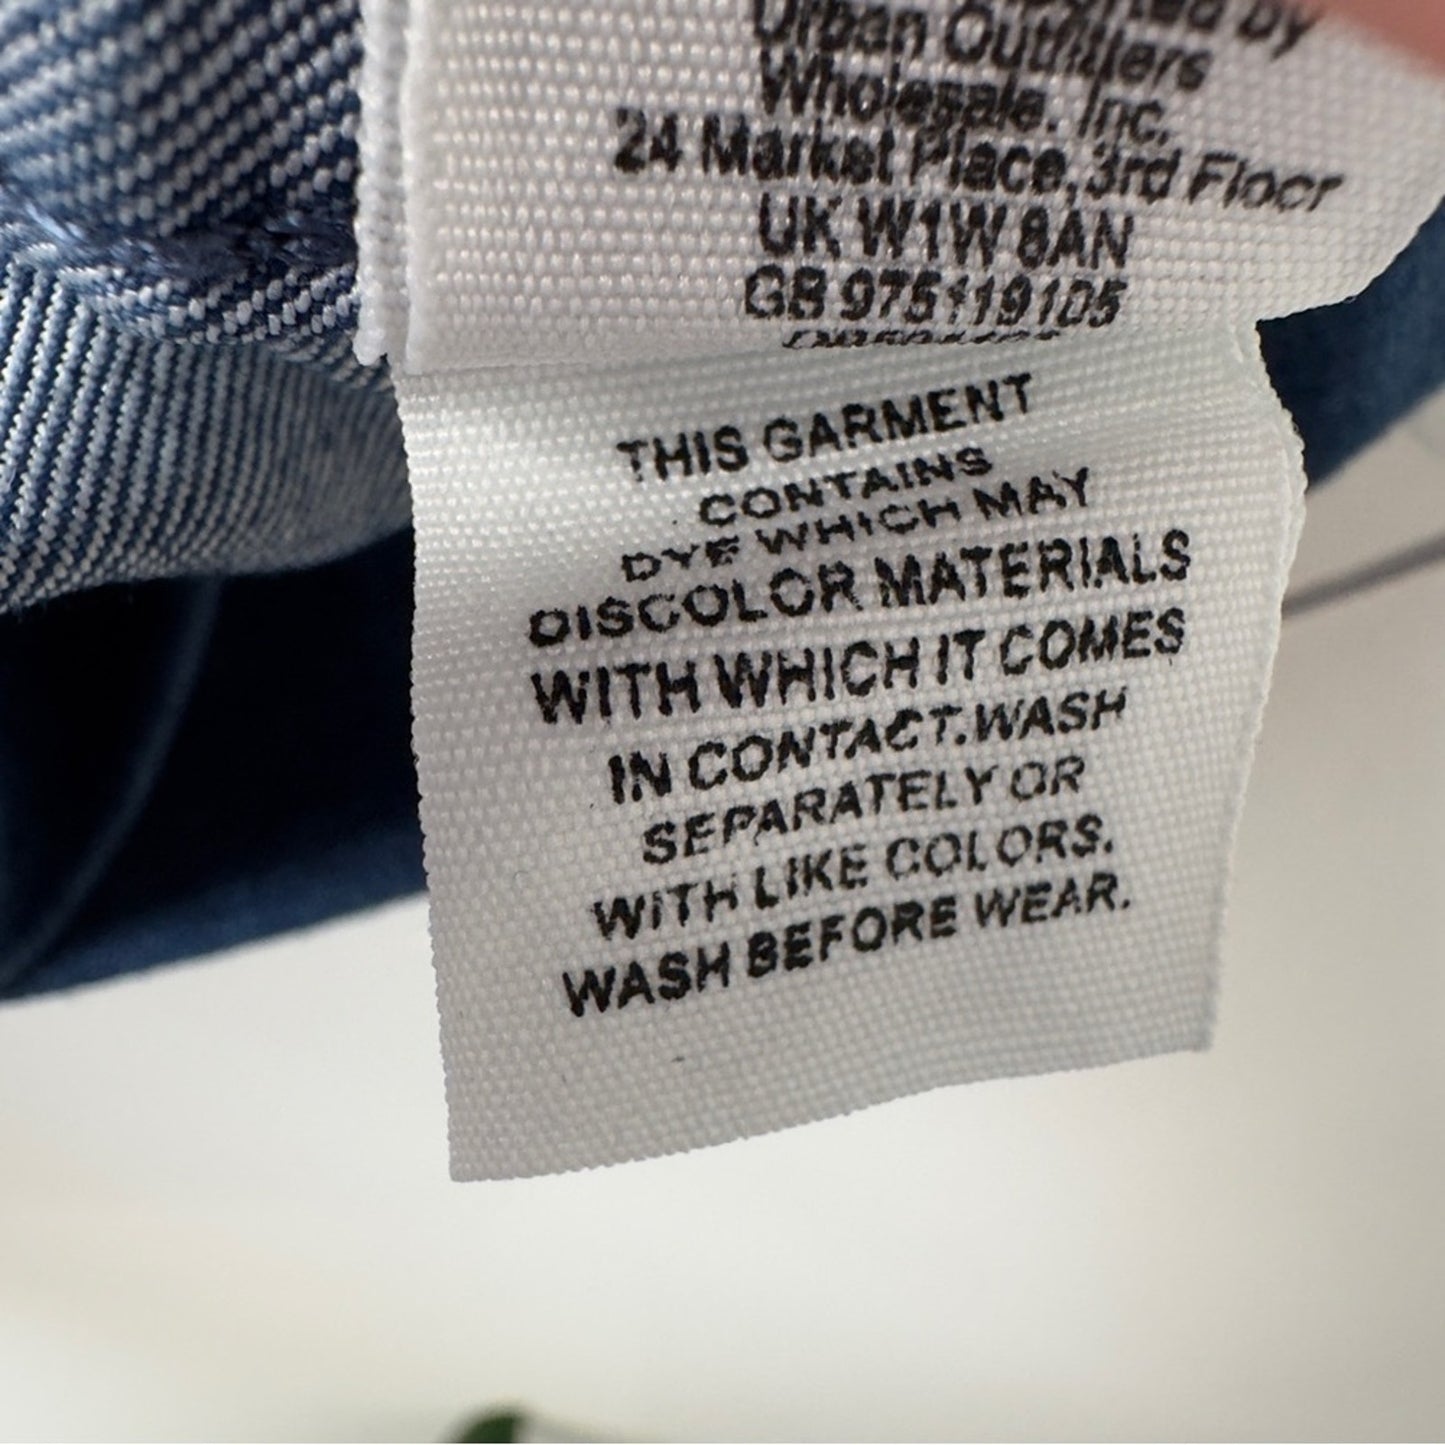 by
Urban Outfitters
Wholesale. Inc.
24 Market Place, 3rd Floor
UK W1W 8AN
GB 975119105
THIS GARMENT
CONTAINS
DYE WHICH MAY
DISCOLOR MATERIALS
WITH WHICH IT COMES
IN CONTACT.WASH
SEPARATELY OR
WITH LIKE COLORS.
WASH BEFORE WEAR.